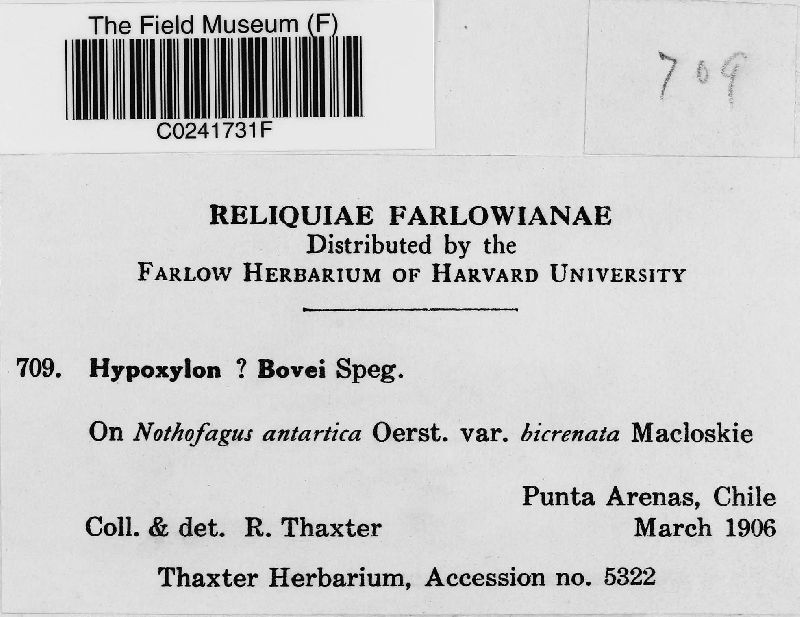 The Field Museum (F)
C0241731F
709
RELIQUIAE FARLOWIANAE
Distributed by the
FARLOW HERBARIUM OF HARVARD UNIVERSITY
709. Hypoxylon ? Bovei Speg.
On Nothofagus antartica Oerst. var. bicrenata Macloskie
Punta Arenas, Chile
Coll. & det. R. Thaxter March 1906
Thaxter Herbarium, Accession no. 5322